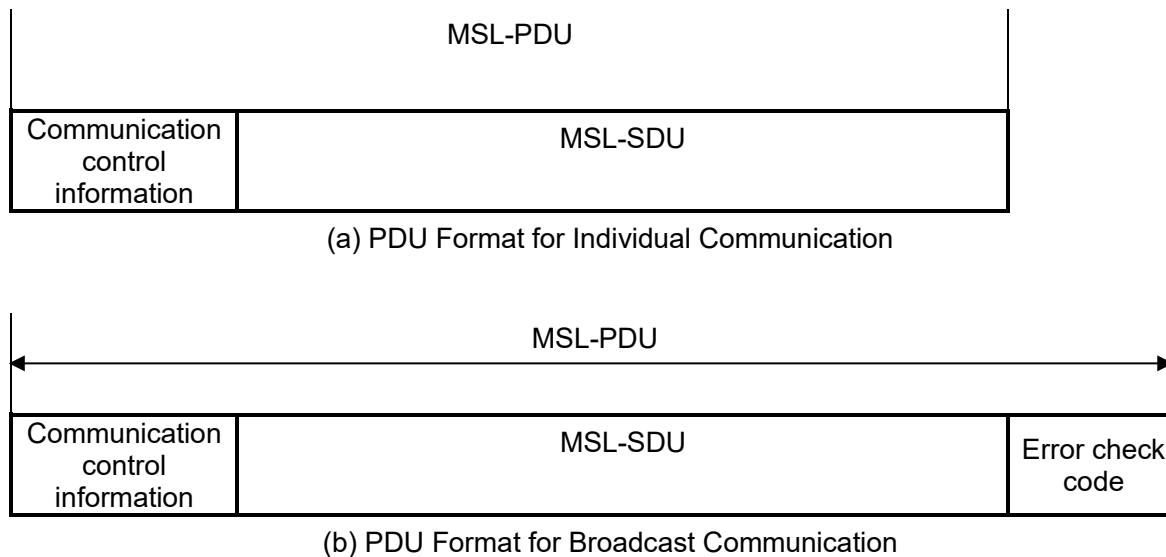 MSL-PDU
Communication
control
information
MSL-SDU
(a) PDU Format for Individual Communication
MSL-PDU
Communication
control
information
MSL-SDU
Error check
code
(b) PDU Format for Broadcast Communication